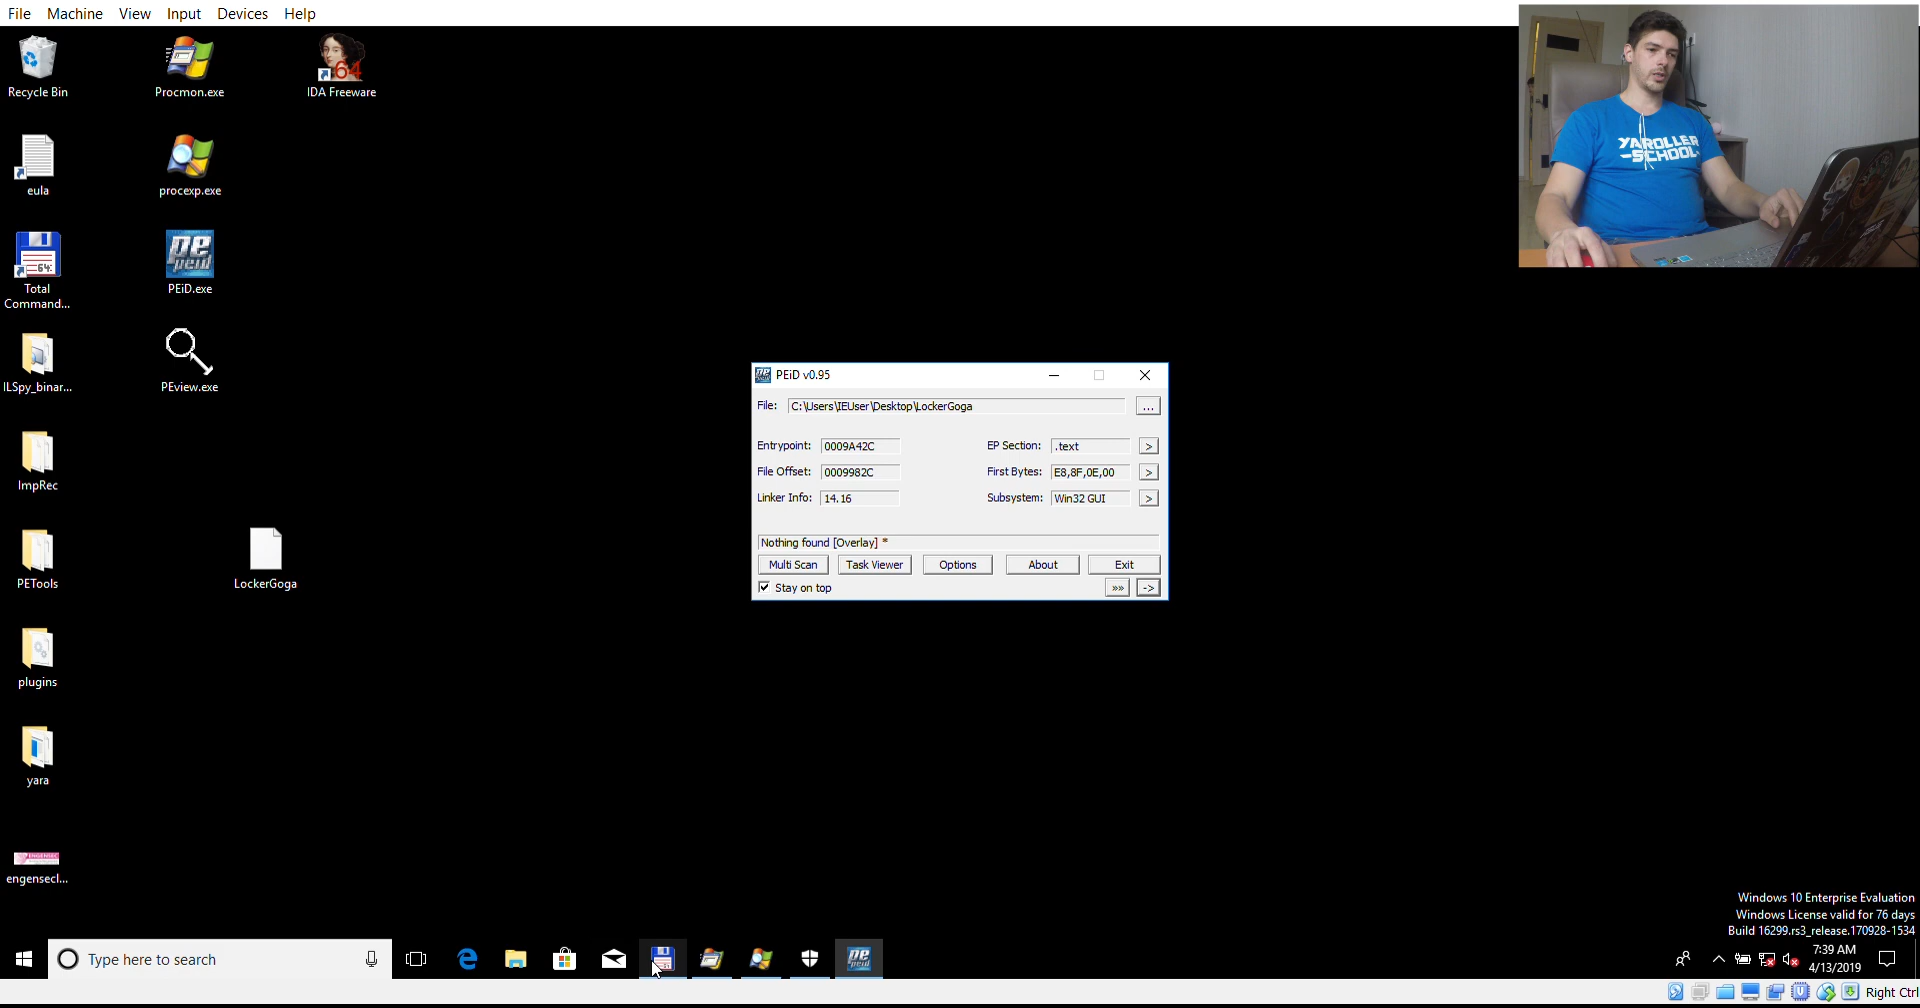 File Machine View Input Devices Help
Recycle Bin
Procmon.exe
IDA Freeware
64
eula
procexp.exe
64
Total
Command...
pe
peid
PEiD.exe
ILSpy_binar...
PEview.exe
ImpRec
PETools
LockerGoga
plugins
yara
ENGENSEC
engensecl...
YAROLLER
-SCHOOL-
PEiD v0.95
File: C:\Users\IEUser\Desktop\LockerGoga ...
Entrypoint: 0009A42C EP Section: .text >
File Offset: 0009982C First Bytes: E8,8F,0E,00 >
Linker Info: 14.16 Subsystem: Win32 GUI >
Nothing found [Overlay] *
Multi Scan Task Viewer Options About Exit
Stay on top »» ->
Windows 10 Enterprise Evaluation
Windows License valid for 76 days
Build 16299.rs3_release.170928-1534
Type here to search
7:39 AM
4/13/2019
Right Ctrl